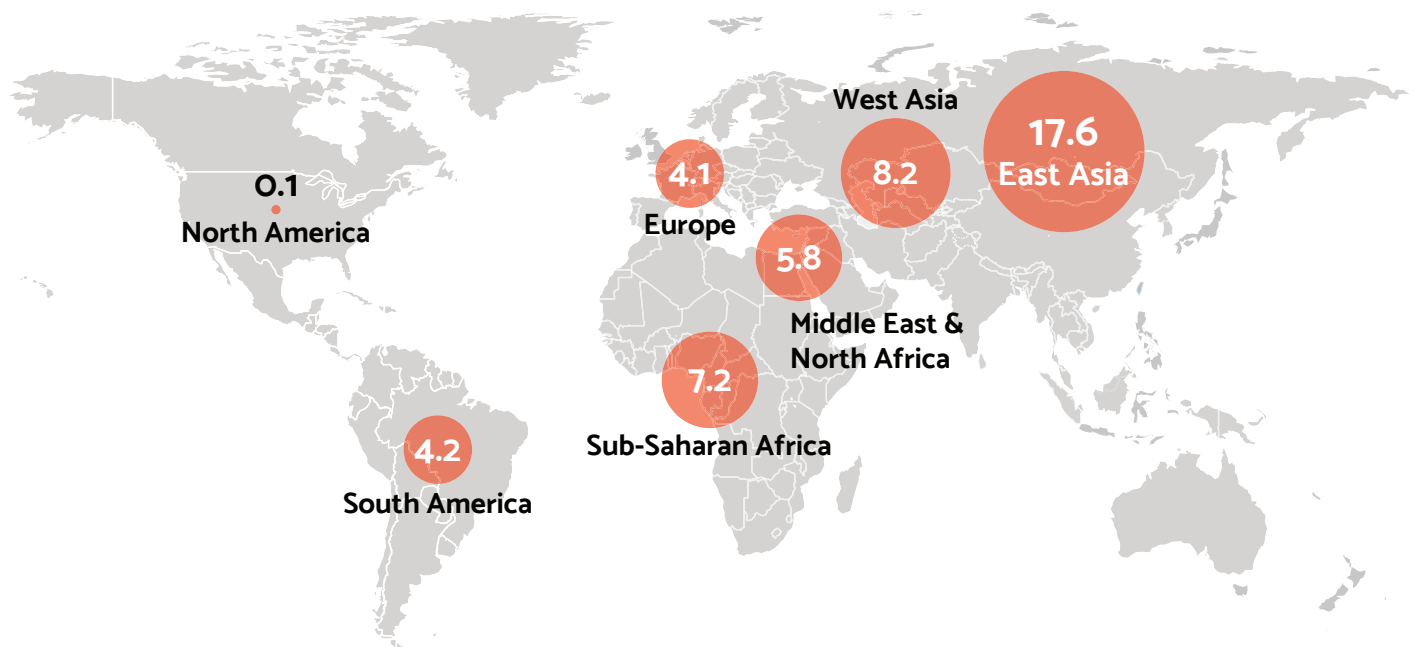 West Asia
17.6
East Asia
4.1
8.2
0.1
Europe
North America
5.8
Middle East &
North Africa
7.2
Sub-Saharan Africa
4.2
South America